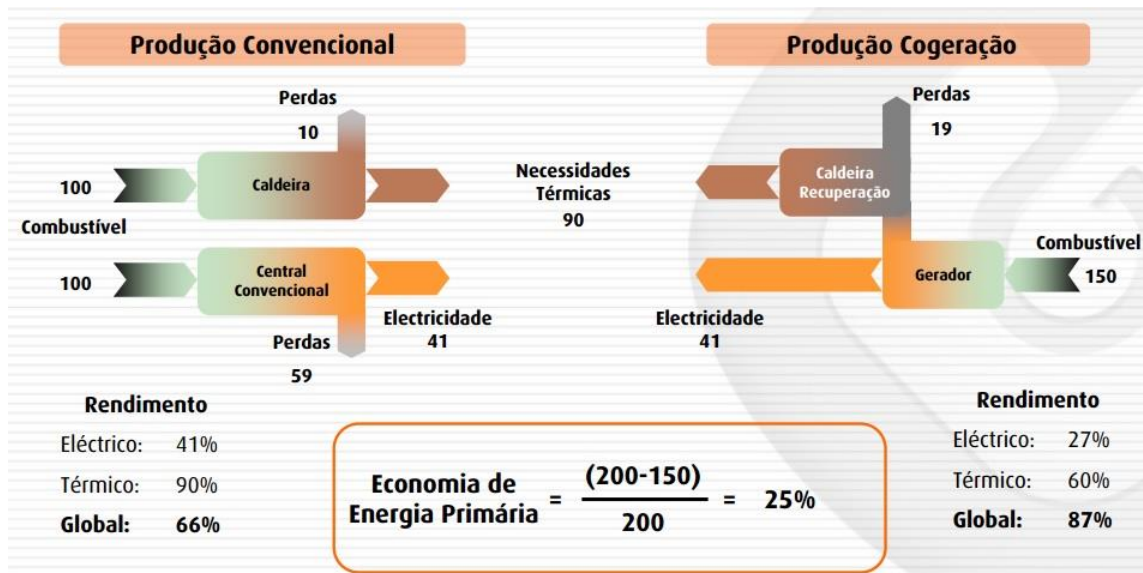 Produção Convencional
Perdas
10
100
Caldeira
Combustível
100
Central
Convencional
Electricidade
41
Perdas
59
Necessidades
Térmicas
90
Produção Cogeração
Perdas
19
Caldeira
Recuperação
Combustível
150
Gerador
Electricidade
41
Rendimento
Eléctrico: 41%
Térmico: 90%
Global: 66%
Economia de
Energia Primária = (200-150) / 200 = 25%
Rendimento
Eléctrico: 27%
Térmico: 60%
Global: 87%